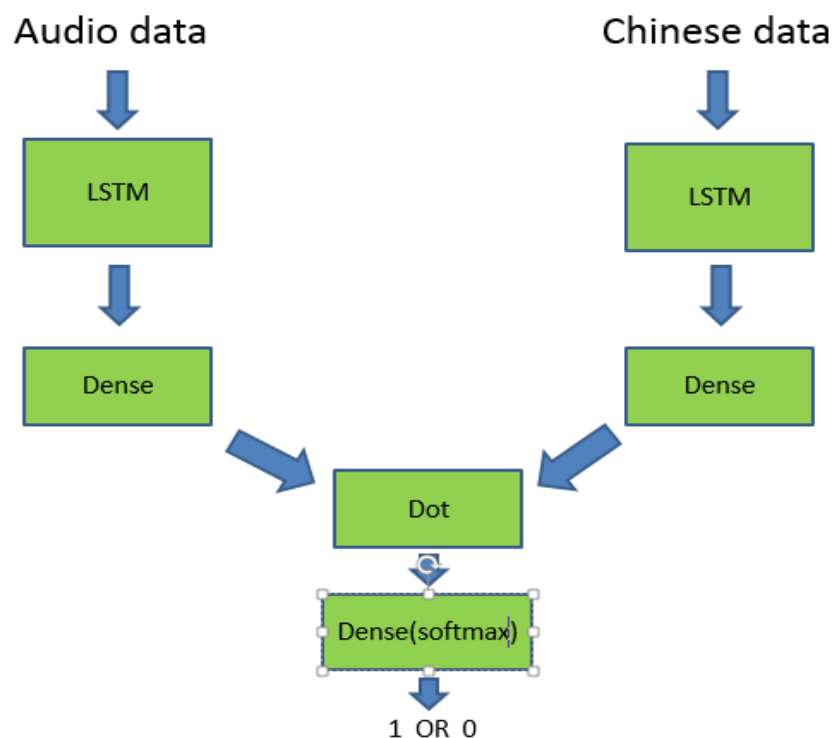 Audio data
Chinese data
LSTM
LSTM
Dense
Dense
Dot
Dense(softmax)
1 OR 0